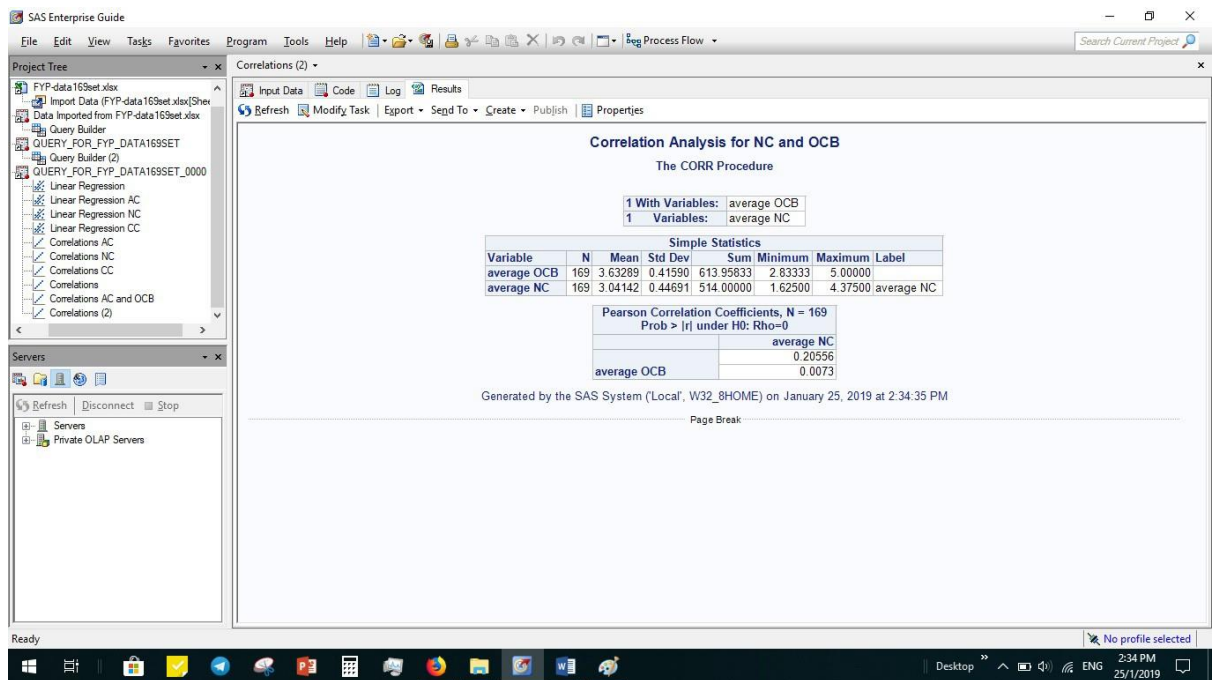 SAS Enterprise Guide
File Edit View Tasks Favorites Program Tools Help Process Flow
Search Current Project
Project Tree
FYP-data169set.xlsx
Import Data (FYP-data169set.xlsx[Shee
Data Imported from FYP-data169set.xlsx
Query Builder
QUERY_FOR_FYP_DATA169SET
Query Builder (2)
QUERY_FOR_FYP_DATA169SET_0000
Linear Regression
Linear Regression AC
Linear Regression NC
Linear Regression CC
Correlations AC
Correlations NC
Correlations CC
Correlations
Correlations AC and OCB
Correlations (2)
Servers
Refresh Disconnect Stop
Servers
Private OLAP Servers
Correlations (2)
Input Data Code Log Results
Refresh Modify Task Export Send To Create Publish Properties
Correlation Analysis for NC and OCB
The CORR Procedure
1 With Variables: average OCB
1 Variables: average NC
Simple Statistics
Variable N Mean Std Dev Sum Minimum Maximum Label
average OCB 169 3.63289 0.41590 613.95833 2.83333 5.00000
average NC 169 3.04142 0.44691 514.00000 1.62500 4.37500 average NC
Pearson Correlation Coefficients, N = 169
Prob > |r| under H0: Rho=0
average NC
0.20556
average OCB 0.0073
Generated by the SAS System ('Local', W32_8HOME) on January 25, 2019 at 2:34:35 PM
Page Break
Ready
No profile selected
Desktop ENG 2:34 PM
25/1/2019